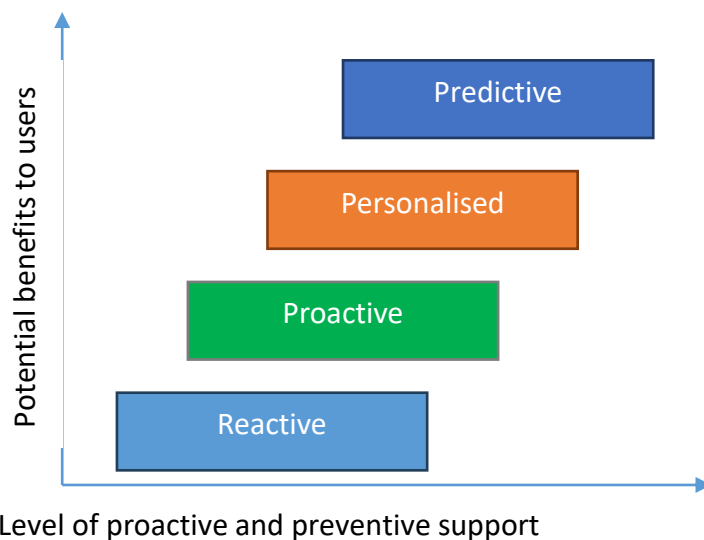 Potential benefits to users
Predictive
Personalised
Proactive
Reactive
Level of proactive and preventive support